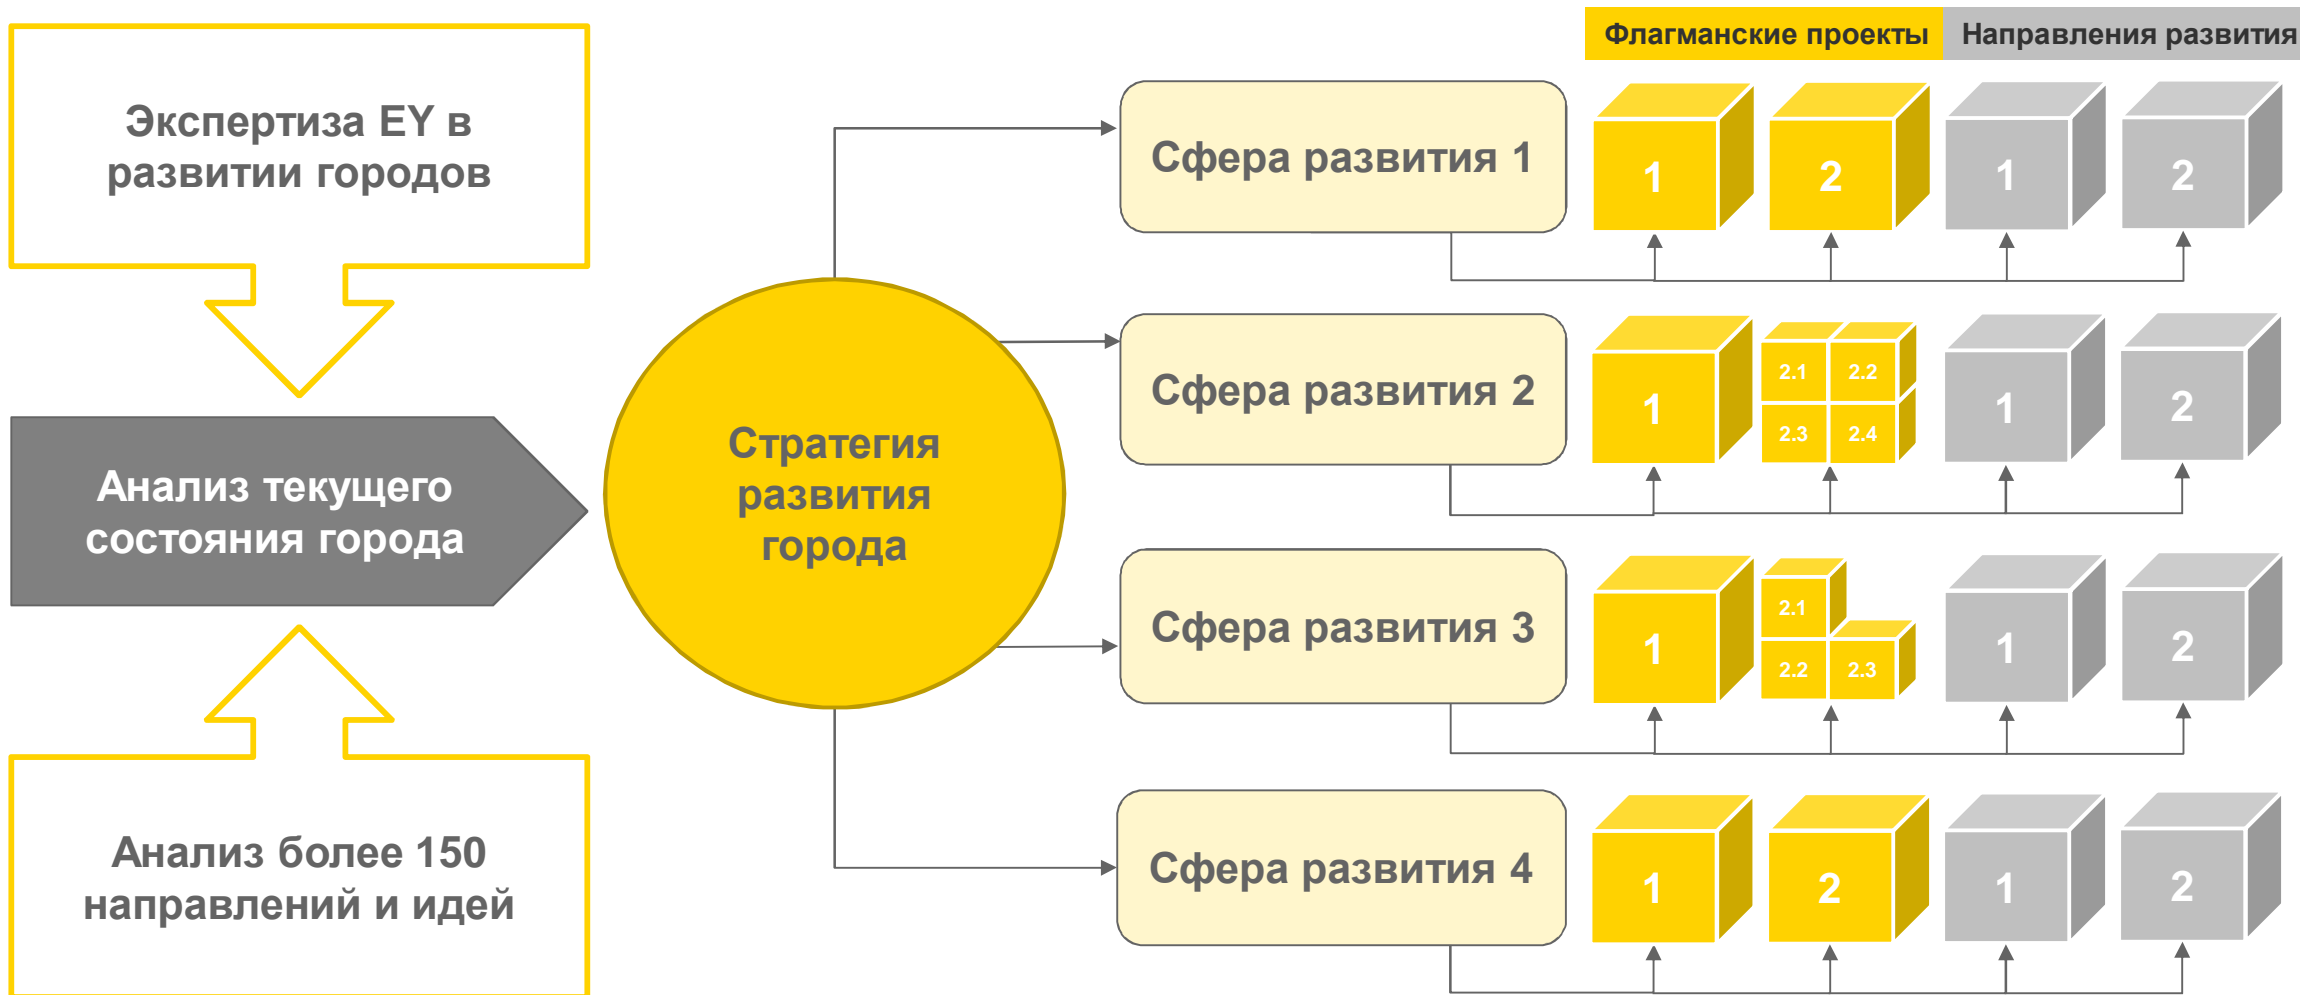 Флагманские проекты
Направления развития
Экспертиза EY в
развитии городов
Анализ текущего
состояния города
Анализ более 150
направлений и идей
Стратегия
развития
города
Сфера развития 1
1
2
1
2
Сфера развития 2
1
2.1
2.2
2.3
2.4
1
2
Сфера развития 3
1
2.1
2.2
2.3
1
2
Сфера развития 4
1
2
1
2